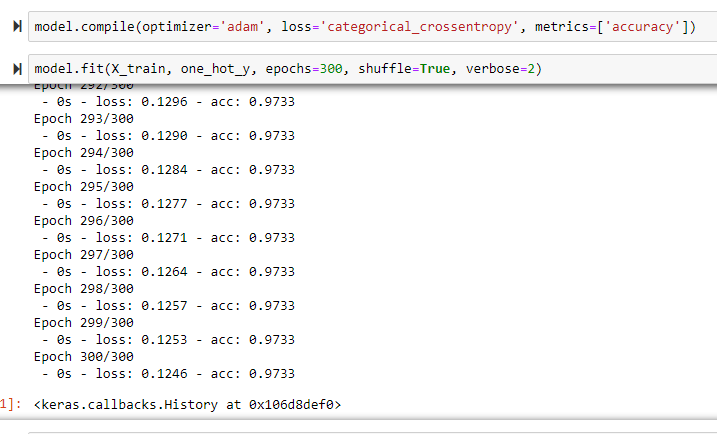 model.compile(optimizer='adam', loss='categorical_crossentropy', metrics=['accuracy'])
model.fit(X_train, one_hot_y, epochs=300, shuffle=True, verbose=2)
Epoch 292/300
 - 0s - loss: 0.1296 - acc: 0.9733
Epoch 293/300
 - 0s - loss: 0.1290 - acc: 0.9733
Epoch 294/300
 - 0s - loss: 0.1284 - acc: 0.9733
Epoch 295/300
 - 0s - loss: 0.1277 - acc: 0.9733
Epoch 296/300
 - 0s - loss: 0.1271 - acc: 0.9733
Epoch 297/300
 - 0s - loss: 0.1264 - acc: 0.9733
Epoch 298/300
 - 0s - loss: 0.1257 - acc: 0.9733
Epoch 299/300
 - 0s - loss: 0.1253 - acc: 0.9733
Epoch 300/300
 - 0s - loss: 0.1246 - acc: 0.9733
1]: <keras.callbacks.History at 0x106d8def0>